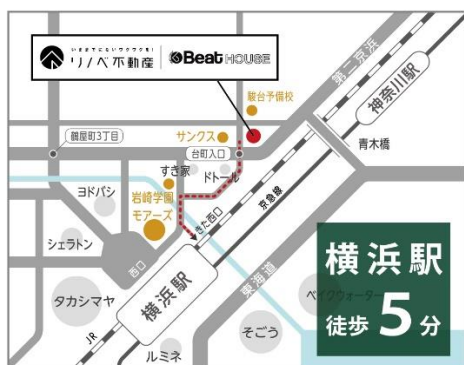 いままでにないワクワクを!
リノベ不動産
Beat HOUSE
第二京浜
神奈川駅
駿台予備校
鶴屋町3丁目
サンクス
台町入口
青木橋
すき家
ドトール
ヨドバシ
岩崎学園
モアーズ
きた西口
京急線
シェラトン
西口
横浜駅
東海道
タカシマヤ
ベイクウォーター
そごう
JR
ルミネ
横浜駅
徒歩5分